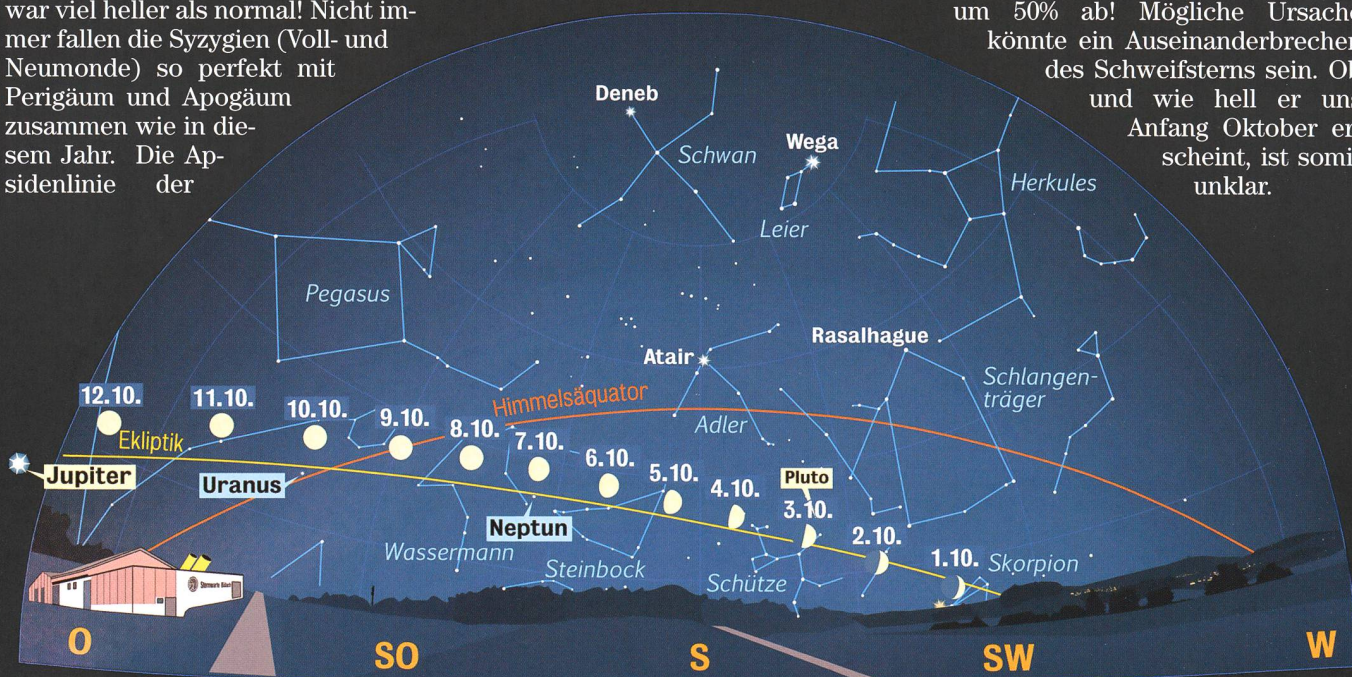 war viel heller als normal! Nicht im-
mer fallen die Syzygien (Voll- und
Neumonde) so perfekt mit
Perigäum und Apogäum
zusammen wie in die-
sem Jahr. Die Ap-
sidenlinie der
um 50% ab! Mögliche Ursache
könnte ein Auseinanderbrechen
des Schweifsterns sein. Ob
und wie hell er uns
Anfang Oktober er-
scheint, ist somit
unklar.
Deneb
Schwan
Wega
Leier
Herkules
Pegasus
Rasalhague
Atair
Schlangen-
träger
Himmelsäquator
Adler
12.10.
11.10.
10.10.
9.10.
8.10.
7.10.
6.10.
5.10.
4.10.
3.10.
2.10.
1.10.
Ekliptik
Jupiter
Uranus
Neptun
Pluto
Wassermann
Steinbock
Schütze
Skorpion
O
SO
S
SW
W